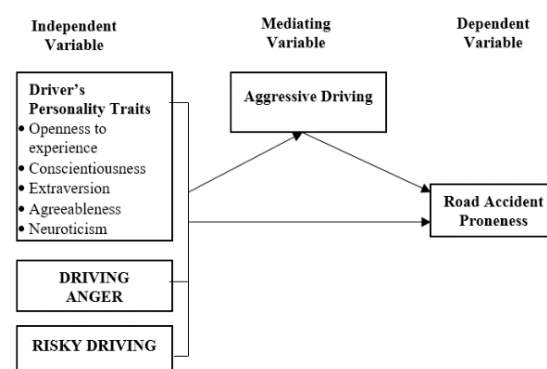 Independent
Variable
Mediating
Variable
Dependent
Variable
Driver's
Personality Traits
• Openness to
experience
• Conscientiousness
• Extraversion
• Agreeableness
• Neuroticism
Aggressive Driving
Road Accident
Proneness
DRIVING
ANGER
RISKY DRIVING